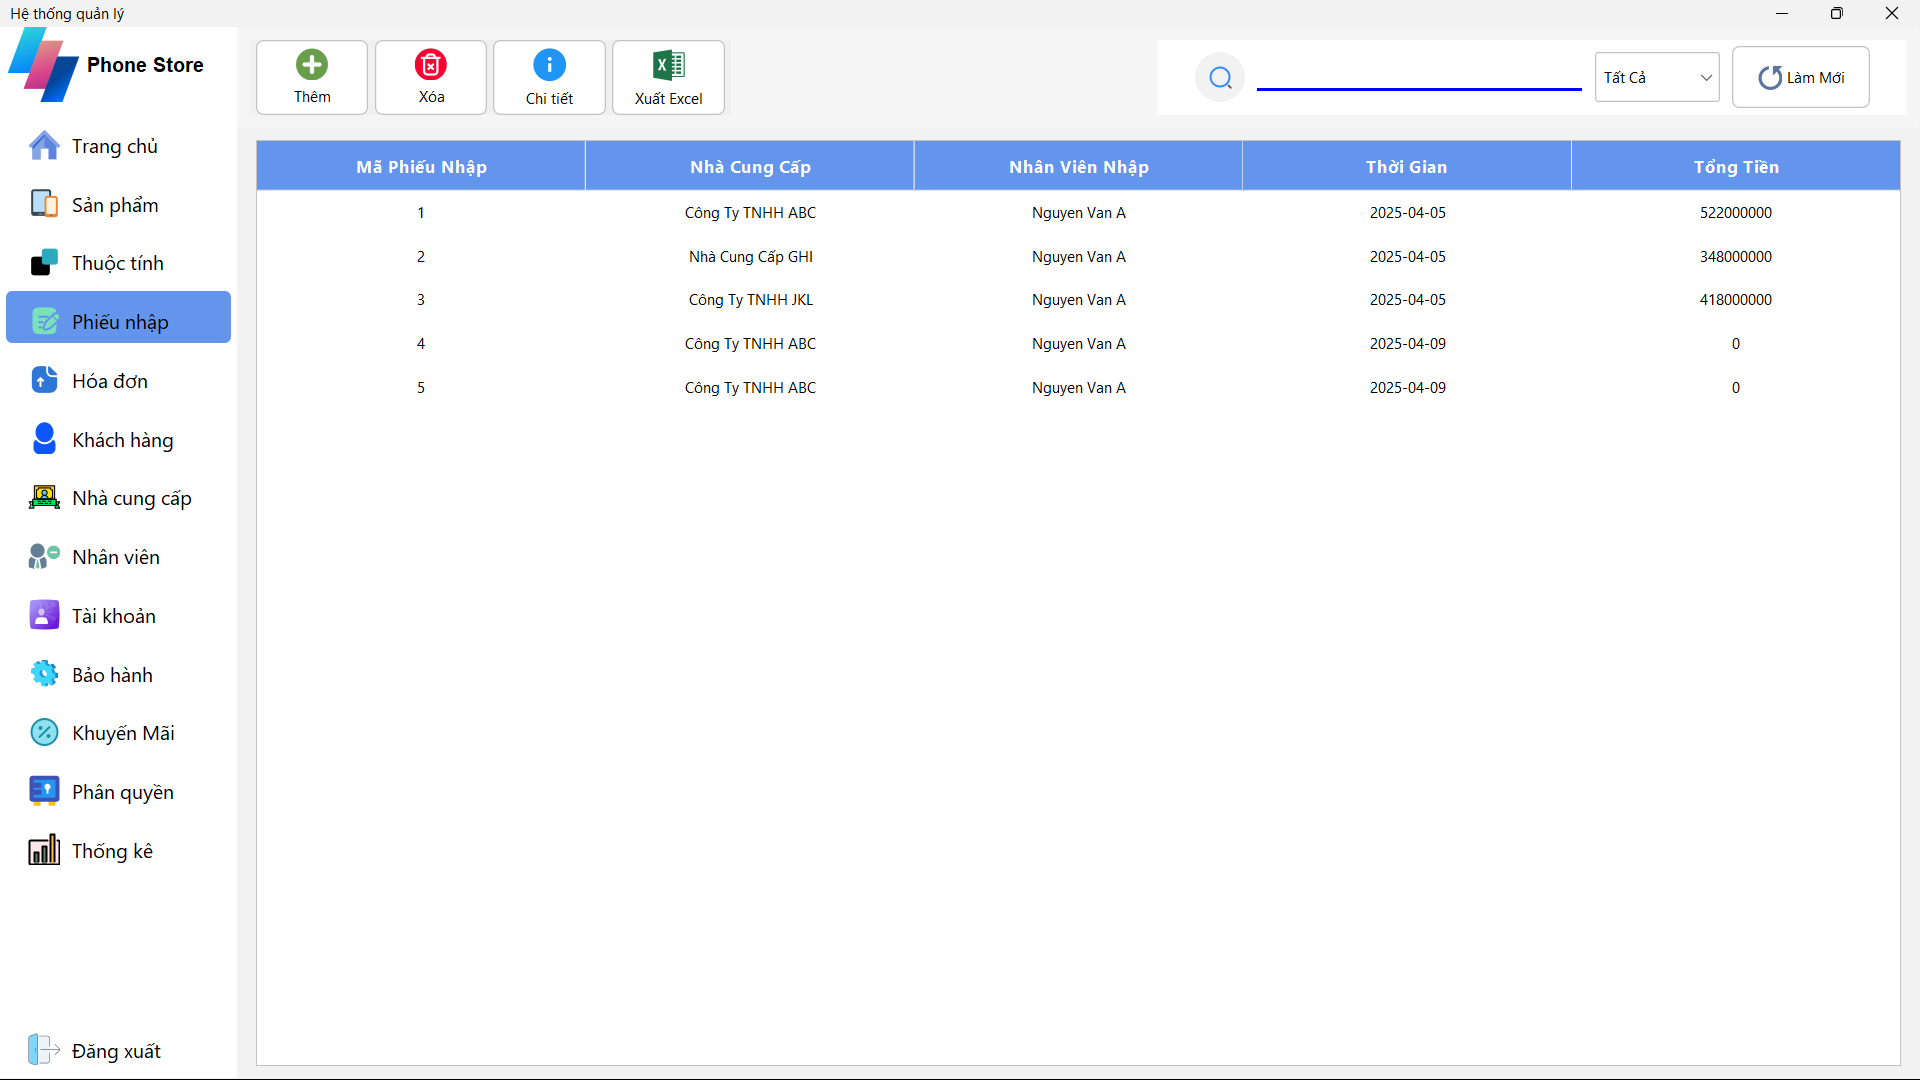 Hệ thống quản lý
Phone Store
Trang chủ
Sản phẩm
Thuộc tính
Phiếu nhập
Hóa đơn
Khách hàng
Nhà cung cấp
Nhân viên
Tài khoản
Bảo hành
Khuyến Mãi
Phân quyền
Thống kê
Đăng xuất
Thêm Xóa Chi tiết Xuất Excel
Tất Cả Làm Mới
Mã Phiếu Nhập Nhà Cung Cấp Nhân Viên Nhập Thời Gian Tổng Tiền
1 Công Ty TNHH ABC Nguyen Van A 2025-04-05 522000000
2 Nhà Cung Cấp GHI Nguyen Van A 2025-04-05 348000000
3 Công Ty TNHH JKL Nguyen Van A 2025-04-05 418000000
4 Công Ty TNHH ABC Nguyen Van A 2025-04-09 0
5 Công Ty TNHH ABC Nguyen Van A 2025-04-09 0